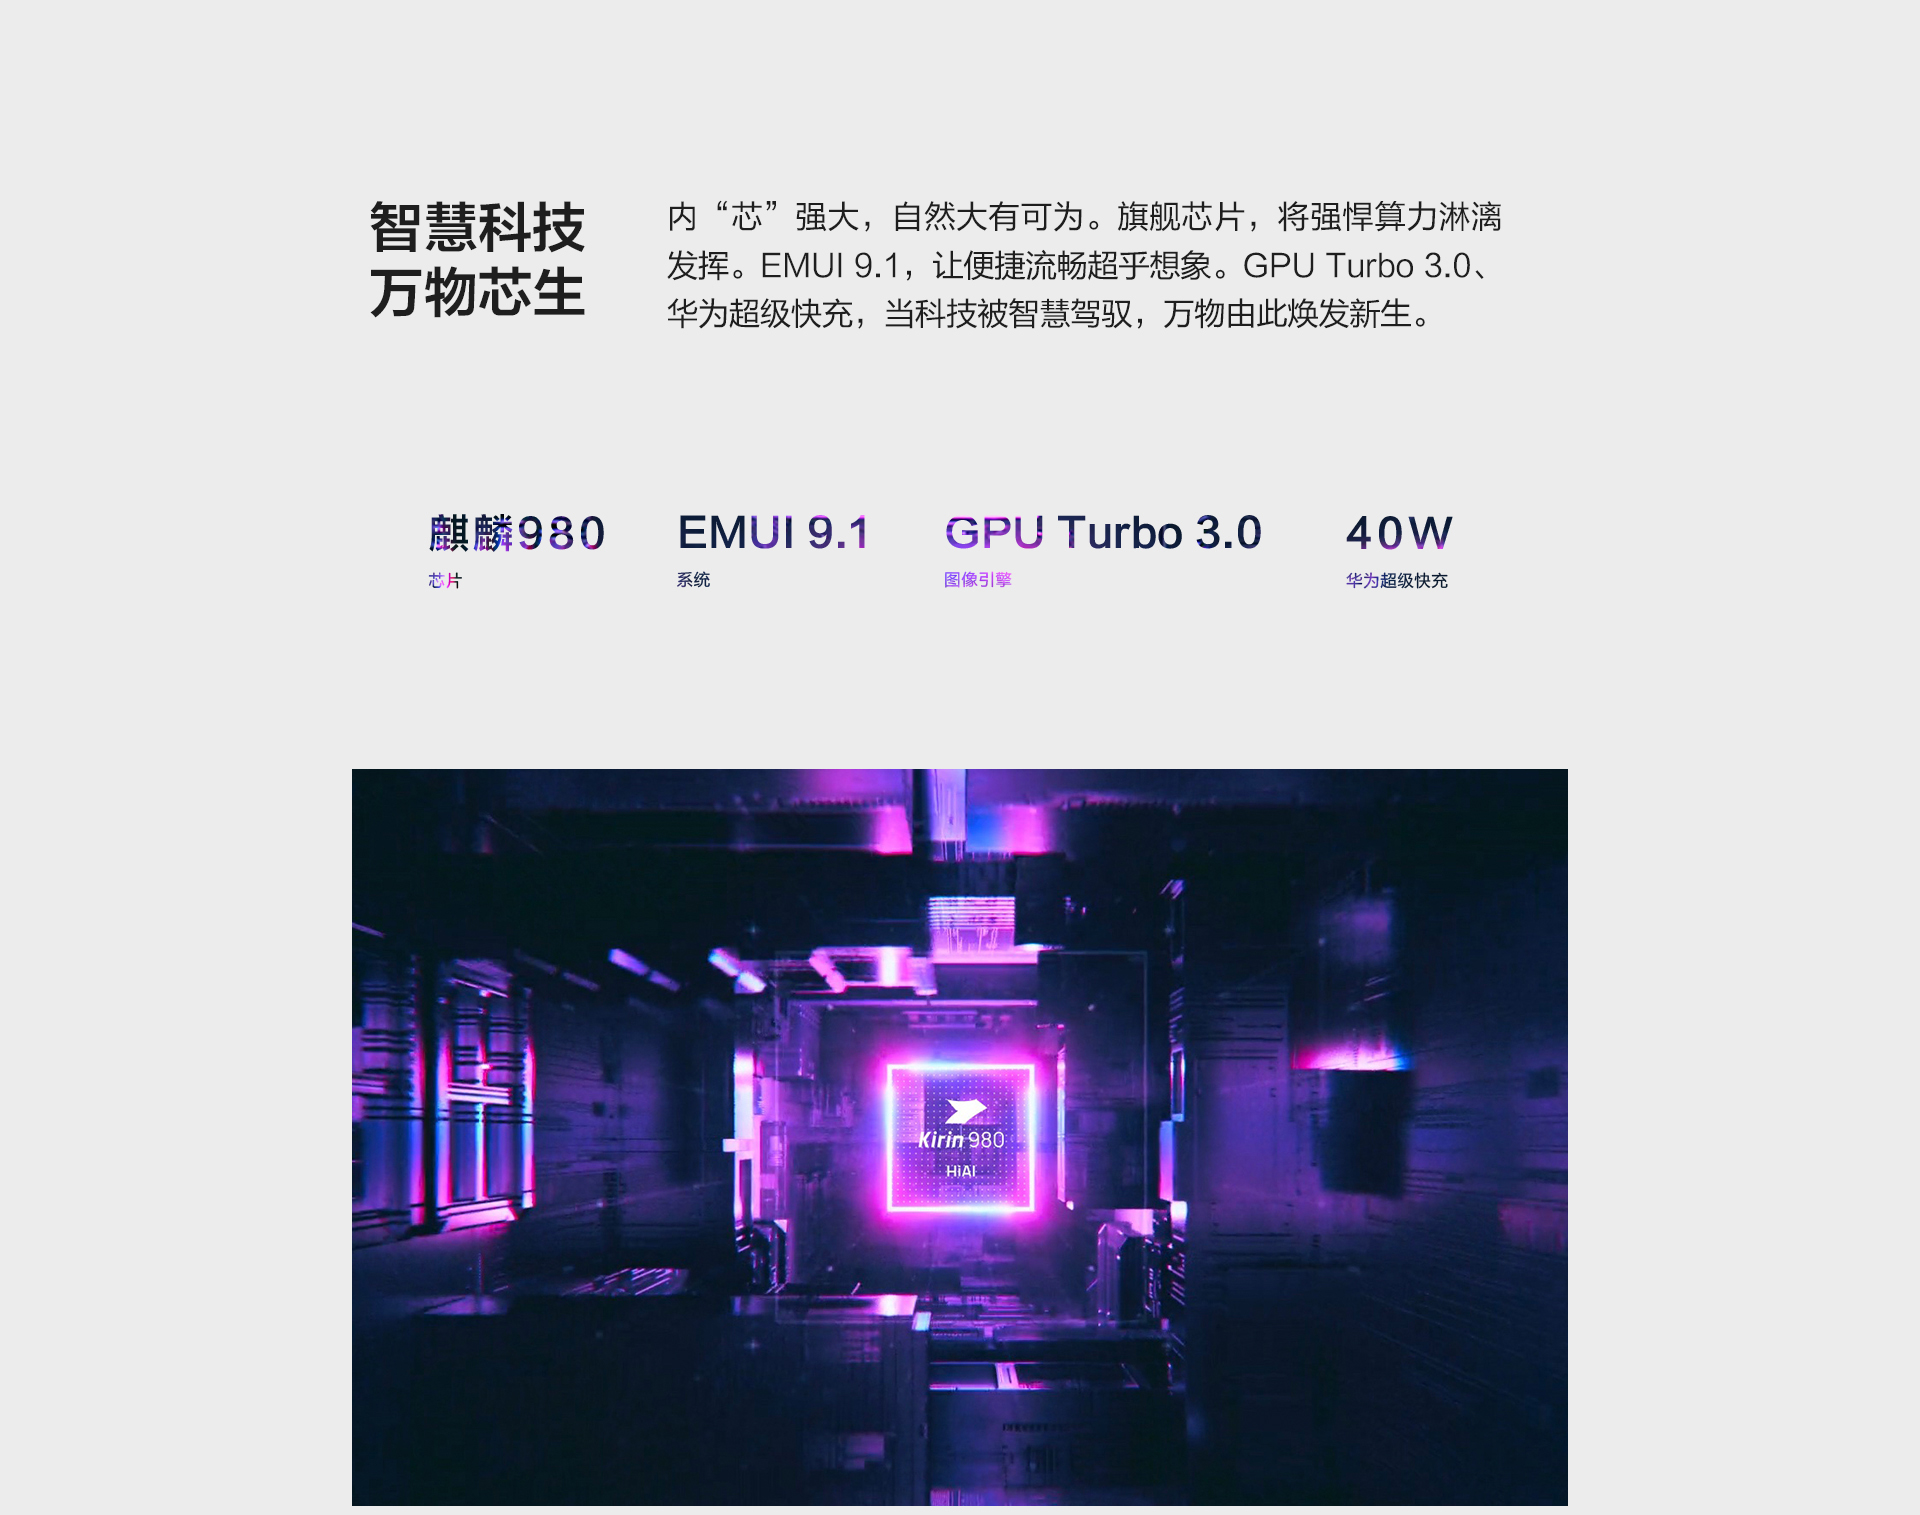 智慧科技
万物芯生
内“芯”强大，自然大有可为。旗舰芯片，将强悍算力淋漓
发挥。EMUI 9.1，让便捷流畅超乎想象。GPU Turbo 3.0、
华为超级快充，当科技被智慧驾驭，万物由此焕发新生。
麒麟980
芯片
EMUI 9.1
系统
GPU Turbo 3.0
图像引擎
40W
华为超级快充
Kirin 980
HiAI